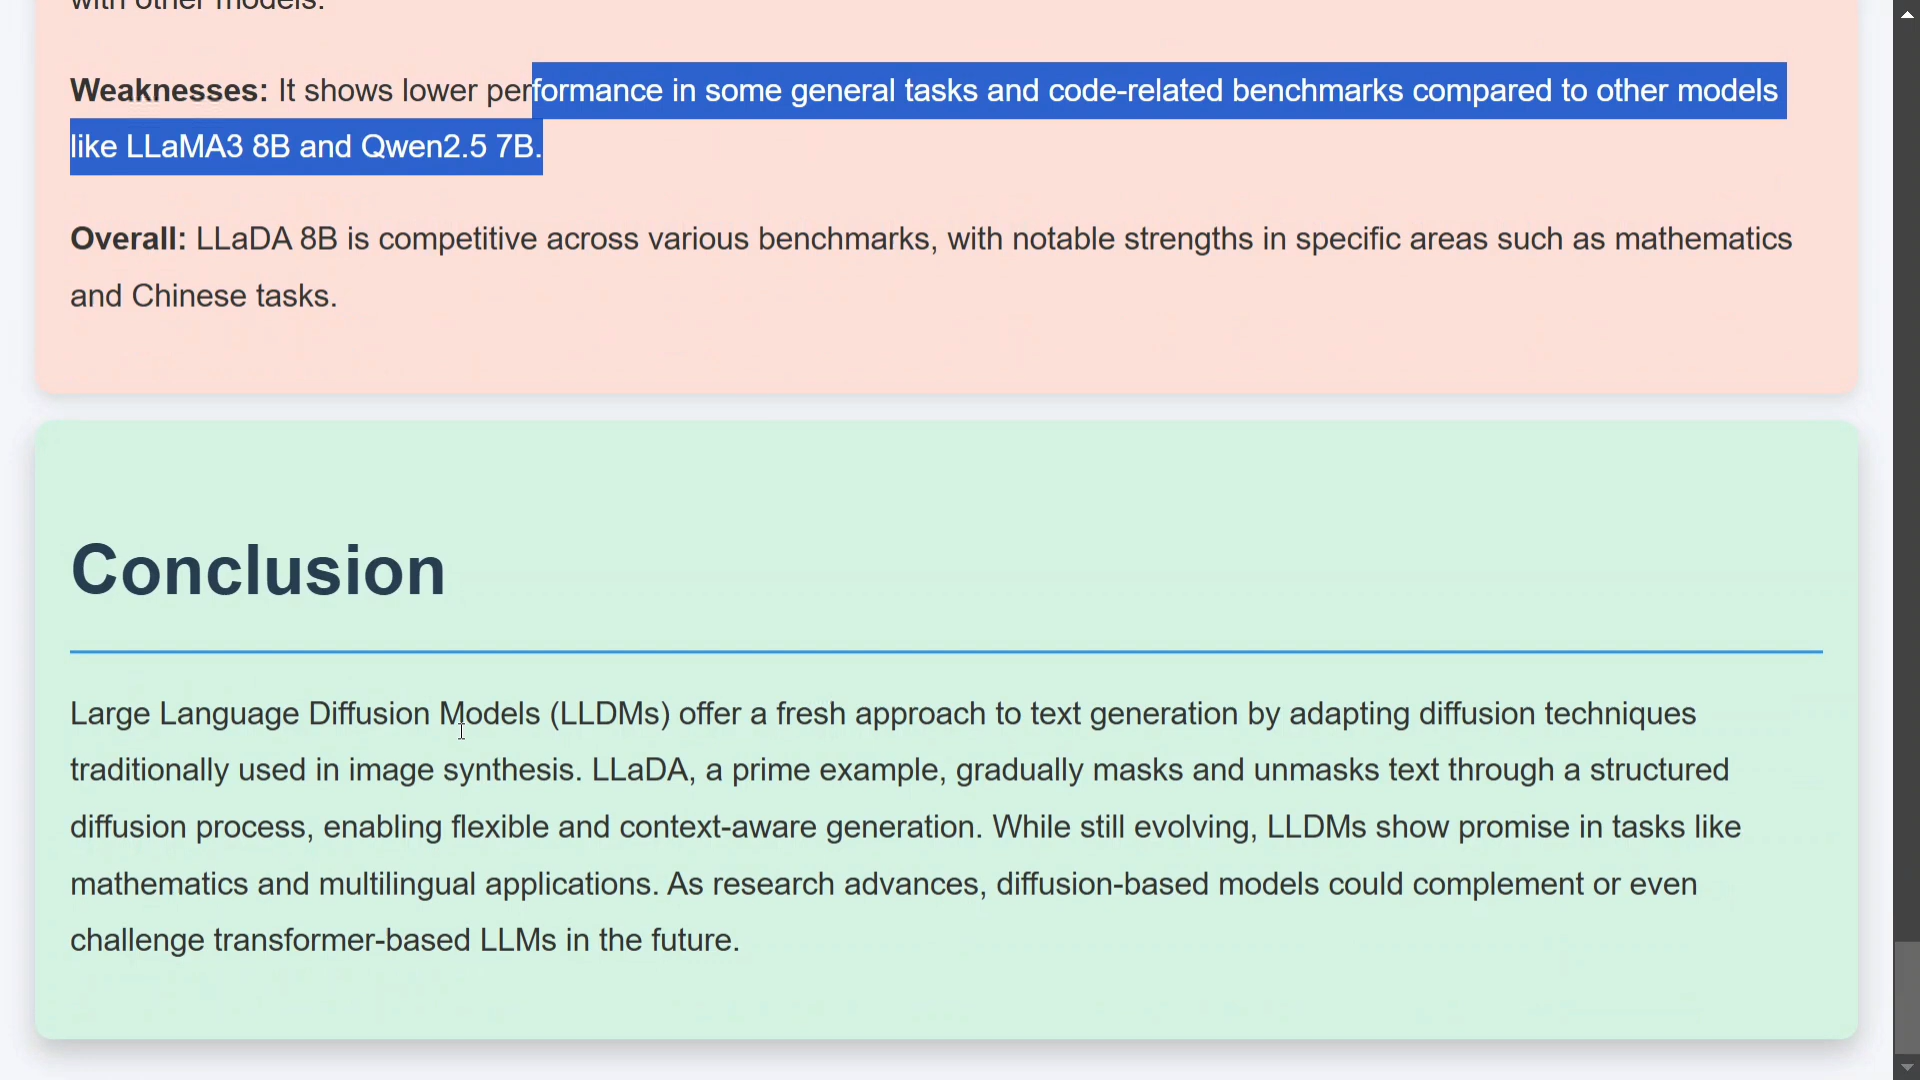 with other models.
Weaknesses: It shows lower performance in some general tasks and code-related benchmarks compared to other models
like LLaMA3 8B and Qwen2.5 7B.
Overall: LLaDA 8B is competitive across various benchmarks, with notable strengths in specific areas such as mathematics
and Chinese tasks.
Conclusion
Large Language Diffusion Models (LLDMs) offer a fresh approach to text generation by adapting diffusion techniques
traditionally used in image synthesis. LLaDA, a prime example, gradually masks and unmasks text through a structured
diffusion process, enabling flexible and context-aware generation. While still evolving, LLDMs show promise in tasks like
mathematics and multilingual applications. As research advances, diffusion-based models could complement or even
challenge transformer-based LLMs in the future.